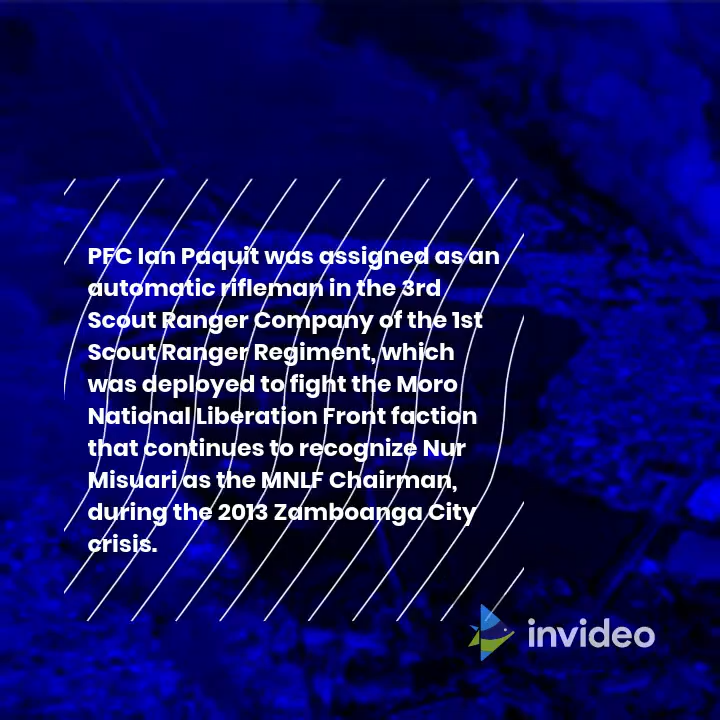 PFC Ian Paquit was assigned as an
automatic rifleman in the 3rd
Scout Ranger Company of the 1st
Scout Ranger Regiment, which
was deployed to fight the Moro
National Liberation Front faction
that continues to recognize Nur
Misuari as the MNLF Chairman,
during the 2013 Zamboanga City
crisis.
invideo